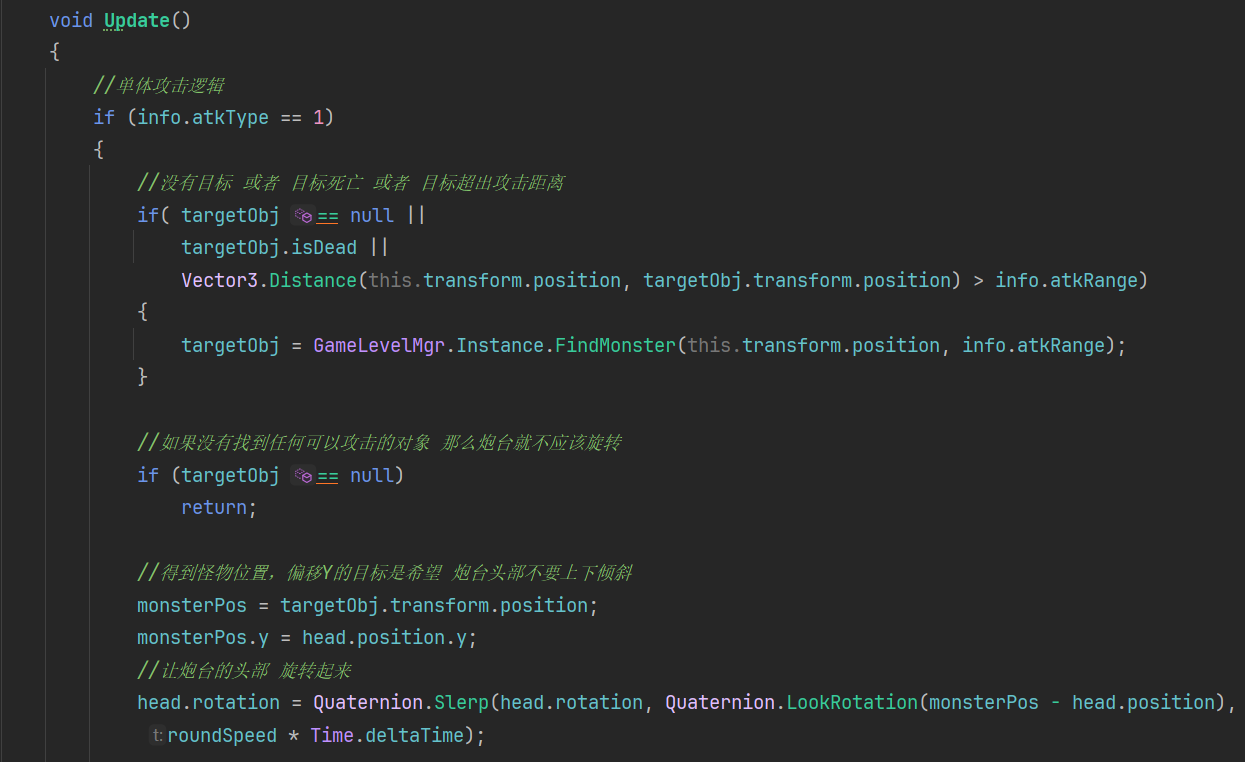 void Update()
{
//单体攻击逻辑
if (info.atkType == 1)
{
//没有目标 或者 目标死亡 或者 目标超出攻击距离
if( targetObj == null ||
targetObj.isDead ||
Vector3.Distance(this.transform.position, targetObj.transform.position) > info.atkRange)
{
targetObj = GameLevelMgr.Instance.FindMonster(this.transform.position, info.atkRange);
}
//如果没有找到任何可以攻击的对象 那么炮台就不应该旋转
if (targetObj == null)
return;
//得到怪物位置，偏移Y的目标是希望 炮台头部不要上下倾斜
monsterPos = targetObj.transform.position;
monsterPos.y = head.position.y;
//让炮台的头部 旋转起来
head.rotation = Quaternion.Slerp(head.rotation, Quaternion.LookRotation(monsterPos - head.position),
t: roundSpeed * Time.deltaTime);